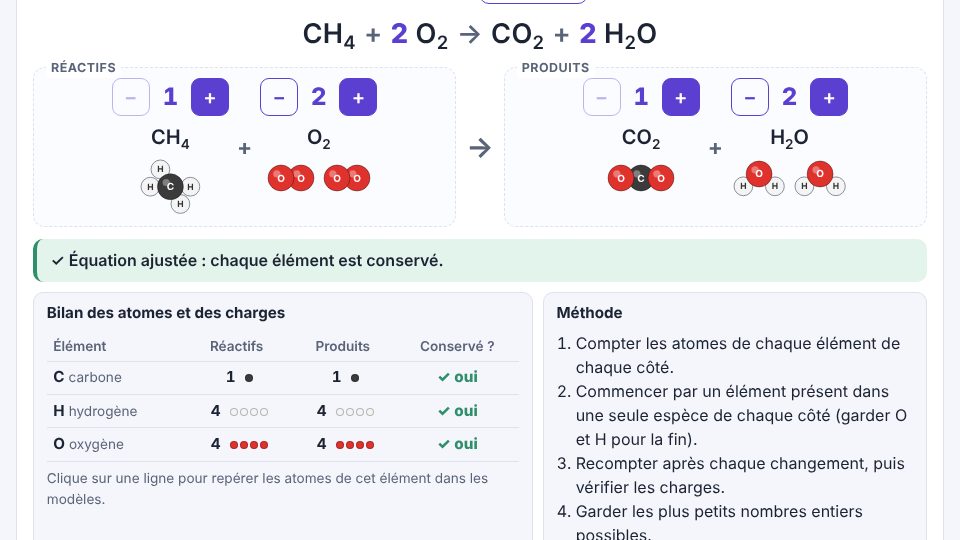 CH₄ + 2 O₂ → CO₂ + 2 H₂O
RÉACTIFS
− 1 + − 2 +
CH₄ + O₂
H H C H H O O O O
→
PRODUITS
− 1 + − 2 +
CO₂ + H₂O
O C O O H H O H H
✓ Équation ajustée : chaque élément est conservé.
Bilan des atomes et des charges
Élément Réactifs Produits Conservé ?
C carbone 1 1 ✓ oui
H hydrogène 4 4 ✓ oui
O oxygène 4 4 ✓ oui
Clique sur une ligne pour repérer les atomes de cet élément dans les
modèles.
Méthode
1. Compter les atomes de chaque élément de
chaque côté.
2. Commencer par un élément présent dans
une seule espèce de chaque côté (garder O
et H pour la fin).
3. Recompter après chaque changement, puis
vérifier les charges.
4. Garder les plus petits nombres entiers
possibles.